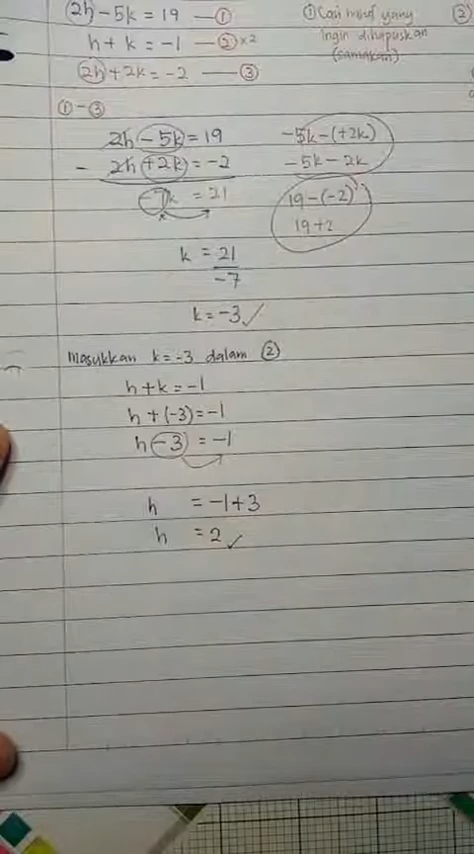 2h - 5k = 19 — ①
h + k = -1 — ② ×2
2h + 2k = -2 — ③
① Cari huruf yang
ingin dihapuskan
(samakan)
②
① - ③
2h - 5k = 19
- 2h + 2k = -2
-7k = 21
-5k - (+2k)
-5k - 2k
19 - (-2)
19 + 2
k = 21
-7
k = -3 ✓
Masukkan k = -3 dalam ②
h + k = -1
h + (-3) = -1
h - 3 = -1
h = -1 + 3
h = 2 ✓